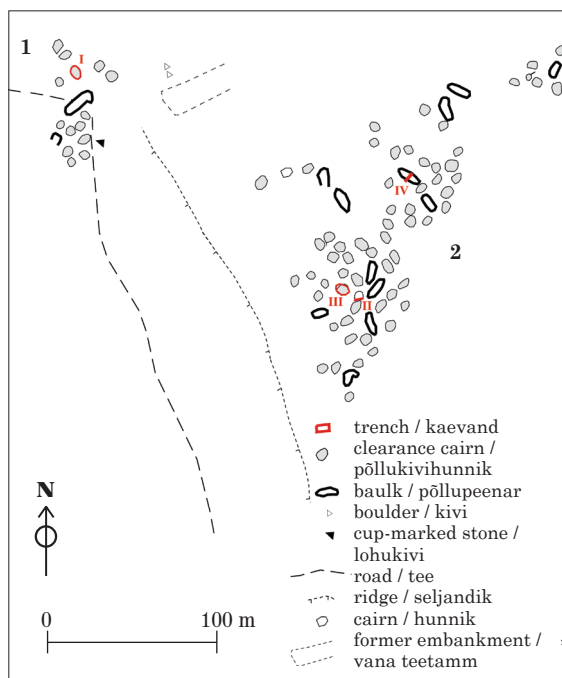 1
I
2
IV
III
II
trench / kaevand
clearance cairn /
põllukivihunnik
baulk / põllupeenar
boulder / kivi
cup-marked stone /
lohukivi
road / tee
ridge / seljandik
cairn / hunnik
former embankment /
vana teetamm
N
0
100 m